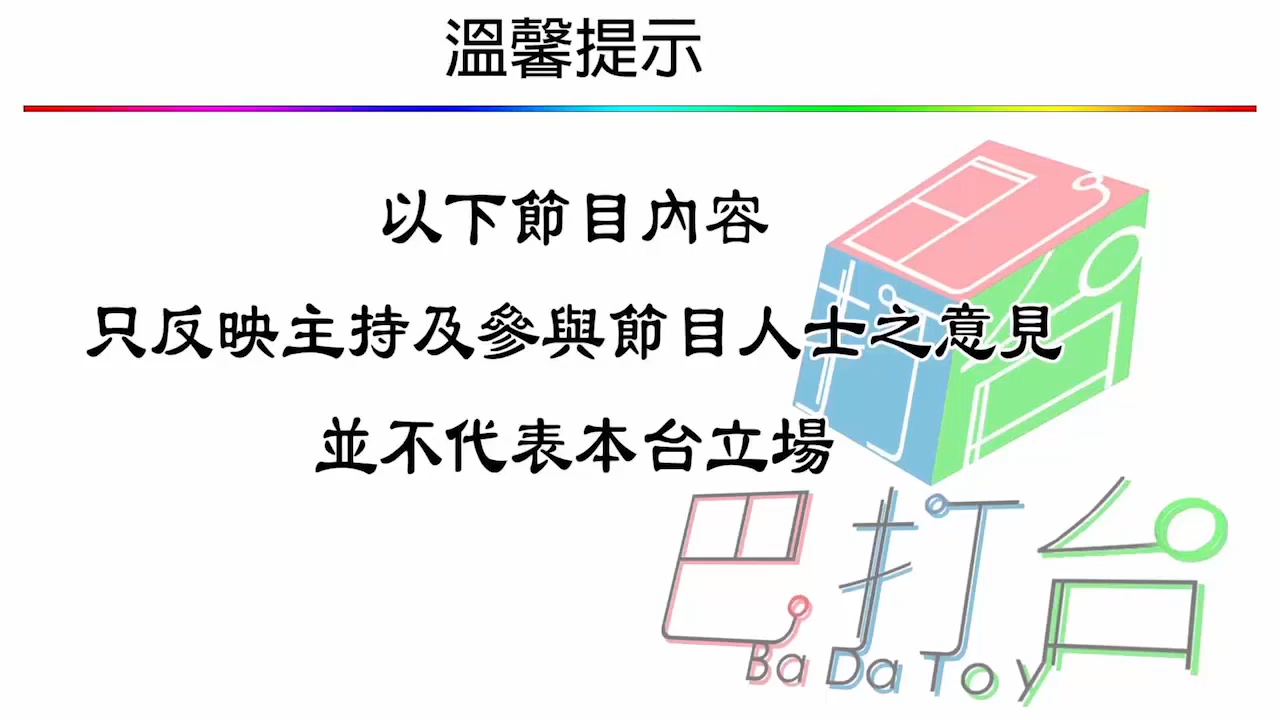 溫馨提示
以下節目內容
只反映主持及參與節目人士之意見
並不代表本台立場
巴打台
BaDaToy